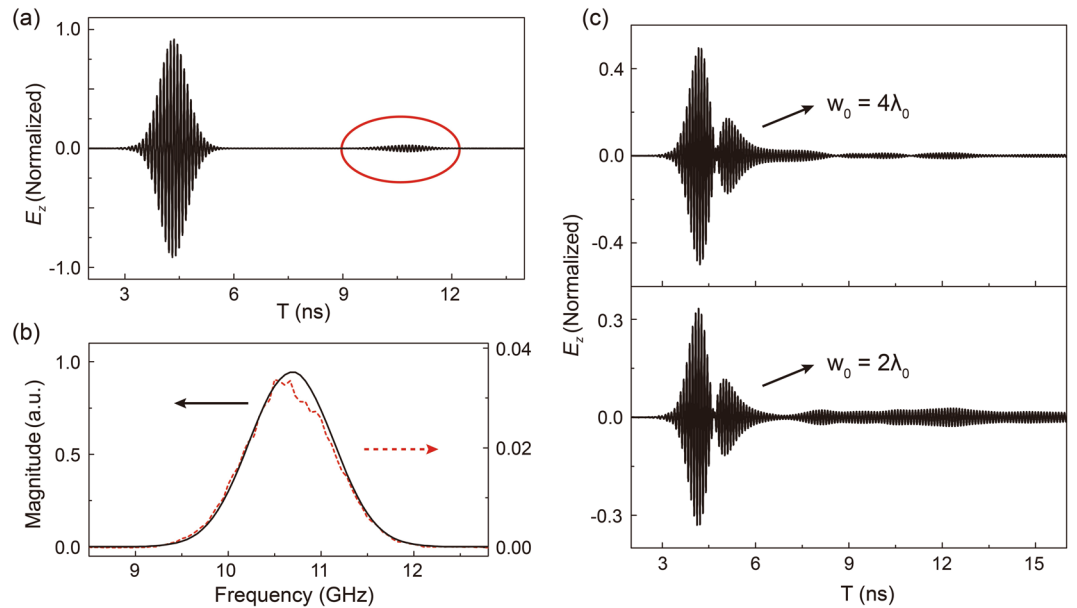 (a)
1.0
0.0
-1.0
E_z (Normalized)
3
6
9
12
T (ns)
(b)
1.0
0.5
0.0
Magnitude (a.u.)
0.04
0.02
0.00
9
10
11
12
Frequency (GHz)
(c)
0.4
0.0
-0.4
w_0 = 4λ_0
E_z (Normalized)
0.3
0.0
-0.3
w_0 = 2λ_0
3
6
9
12
15
T (ns)